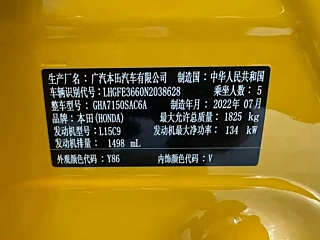 生产厂名：广汽本田汽车有限公司 制造国：中华人民共和国
车辆识别代号：LHGFE3660N2038628 乘坐人数：5
整车型号：GHA7150SAC6A 制造年月：2022年07月
品牌：本田(HONDA) 最大允许总质量：1825 kg
发动机型号：L15C9 发动机最大净功率：134 kW
发动机排量：1498 mL
外观颜色代码：Y86 内饰颜色代码：V